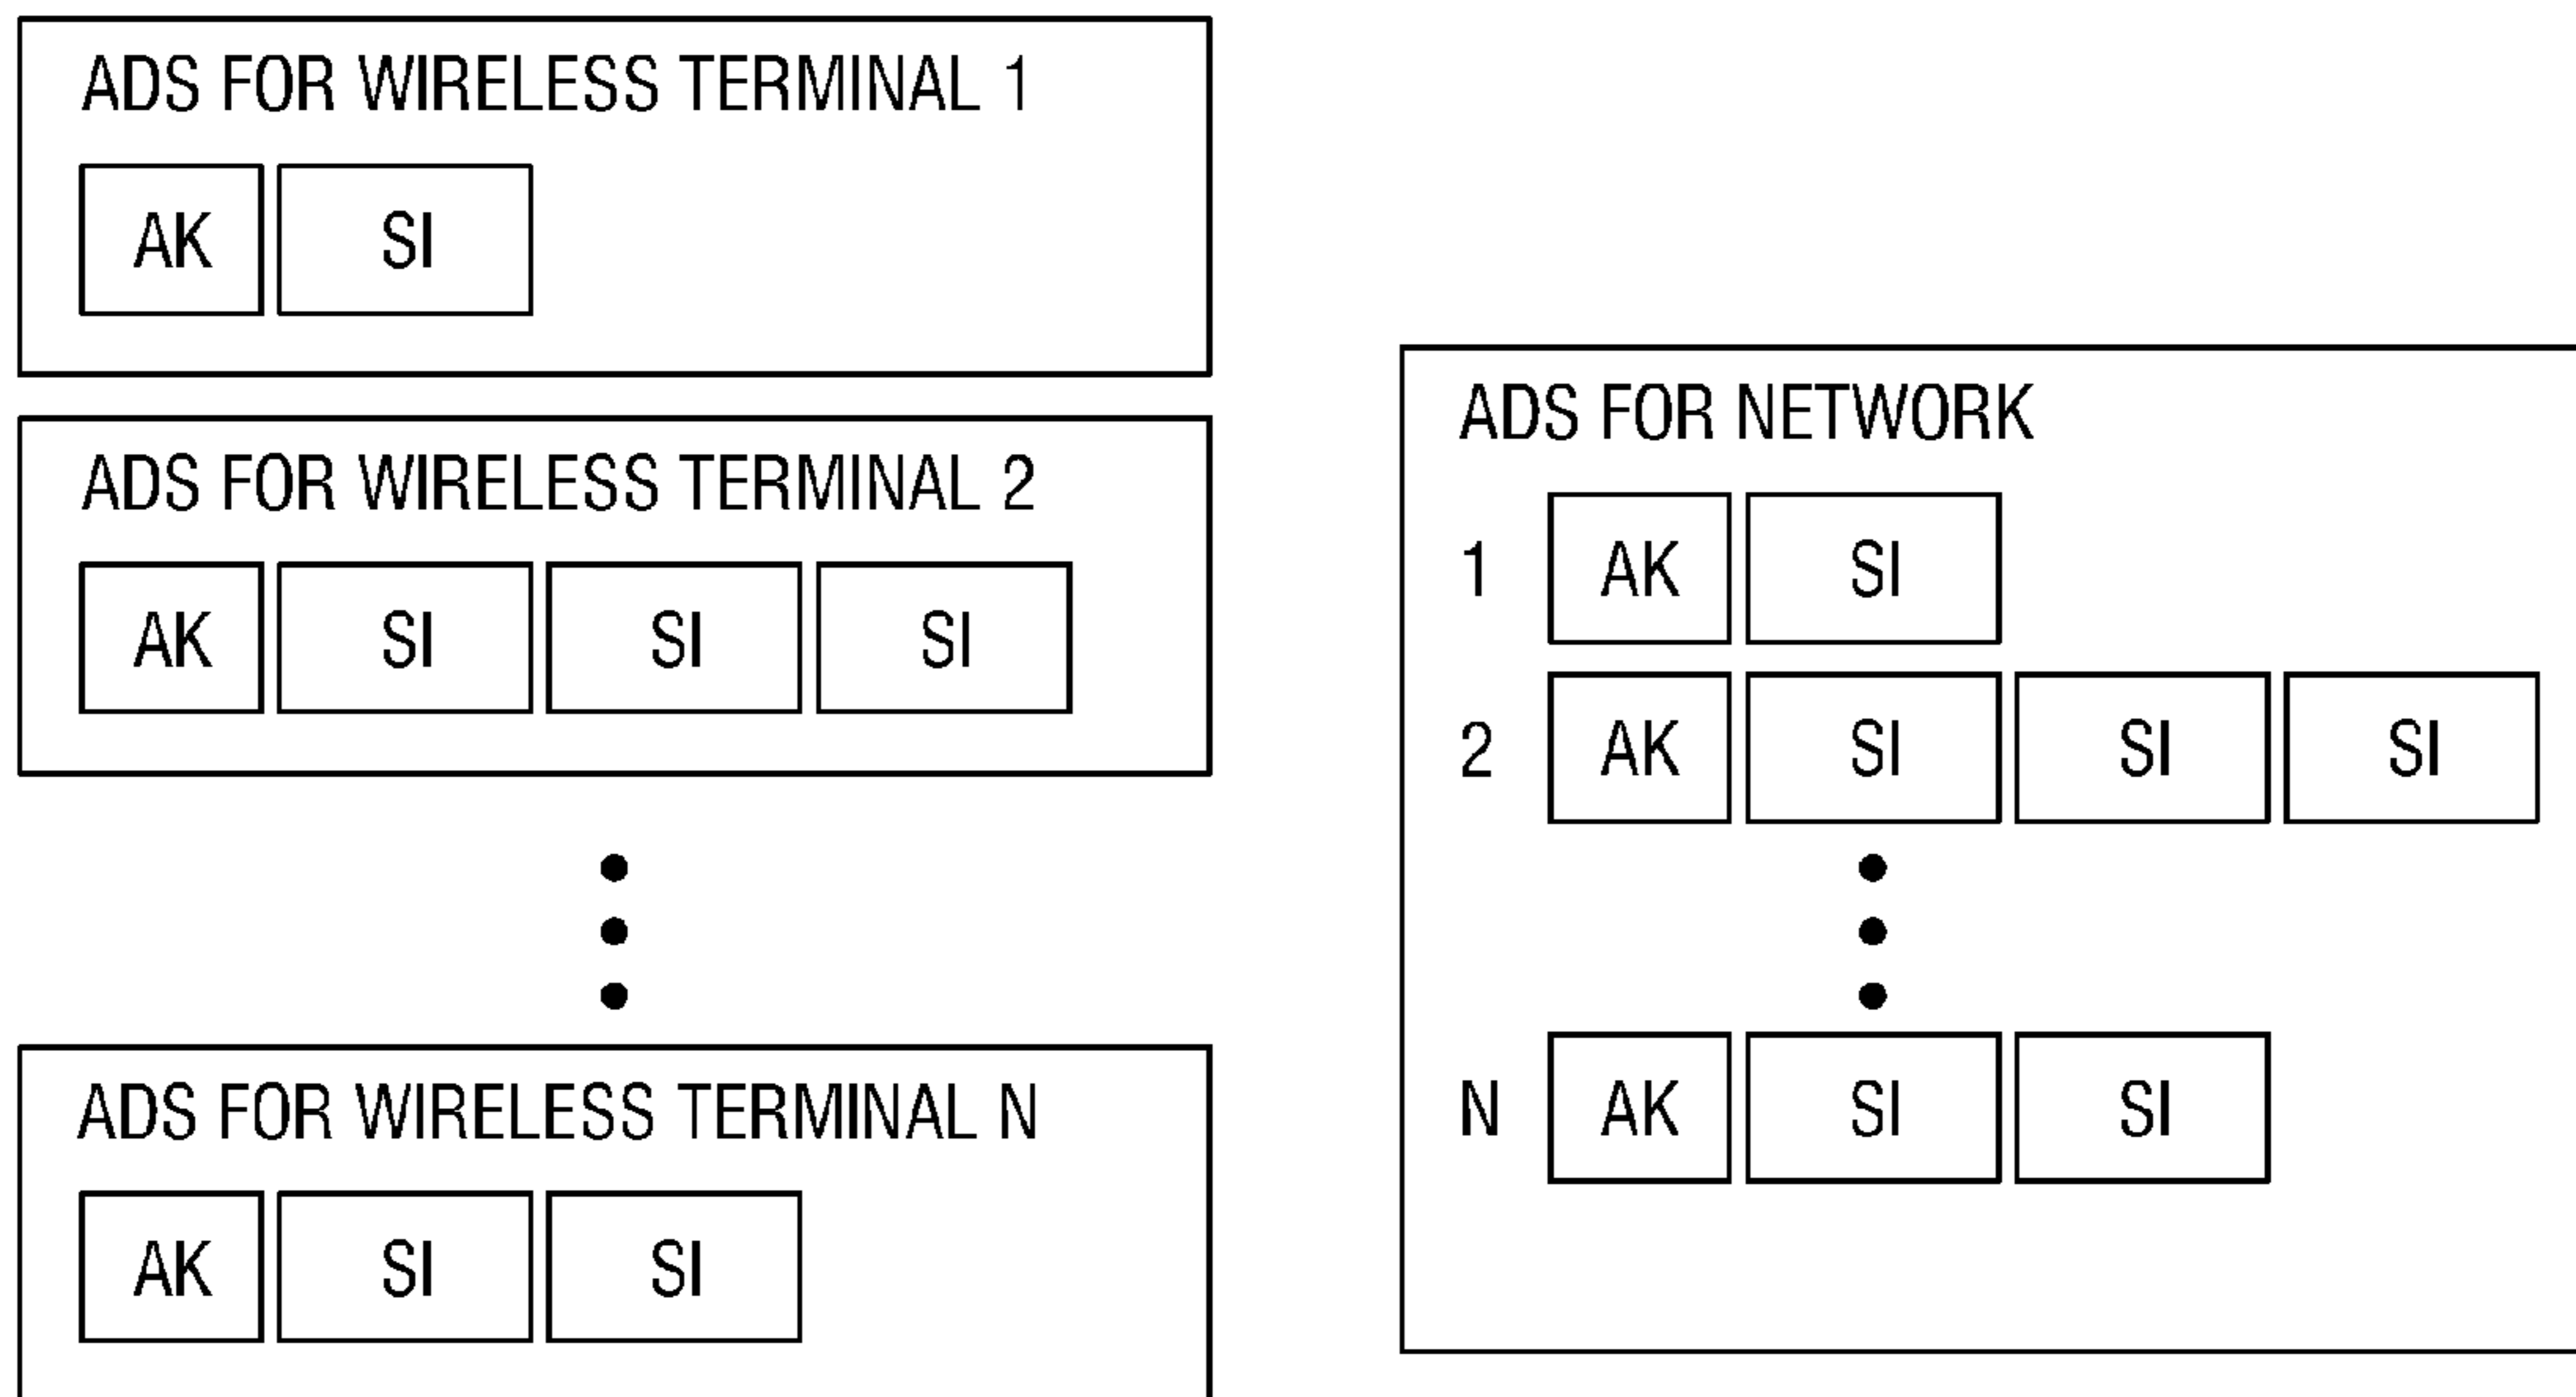 ADS FOR WIRELESS TERMINAL 1
AK SI
ADS FOR WIRELESS TERMINAL 2
AK SI SI SI
ADS FOR WIRELESS TERMINAL N
AK SI SI
ADS FOR NETWORK
1 AK SI
2 AK SI SI SI
N AK SI SI